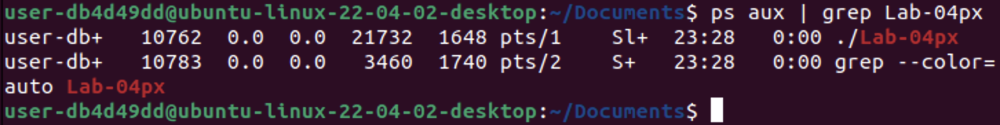 user-db4d49dd@ubuntu-linux-22-04-02-desktop:~/Documents$ ps aux | grep Lab-04px
user-db+   10762  0.0  0.0  21732  1648 pts/1    Sl+  23:28   0:00 ./Lab-04px
user-db+   10783  0.0  0.0   3460  1740 pts/2    S+   23:28   0:00 grep --color=
auto Lab-04px
user-db4d49dd@ubuntu-linux-22-04-02-desktop:~/Documents$